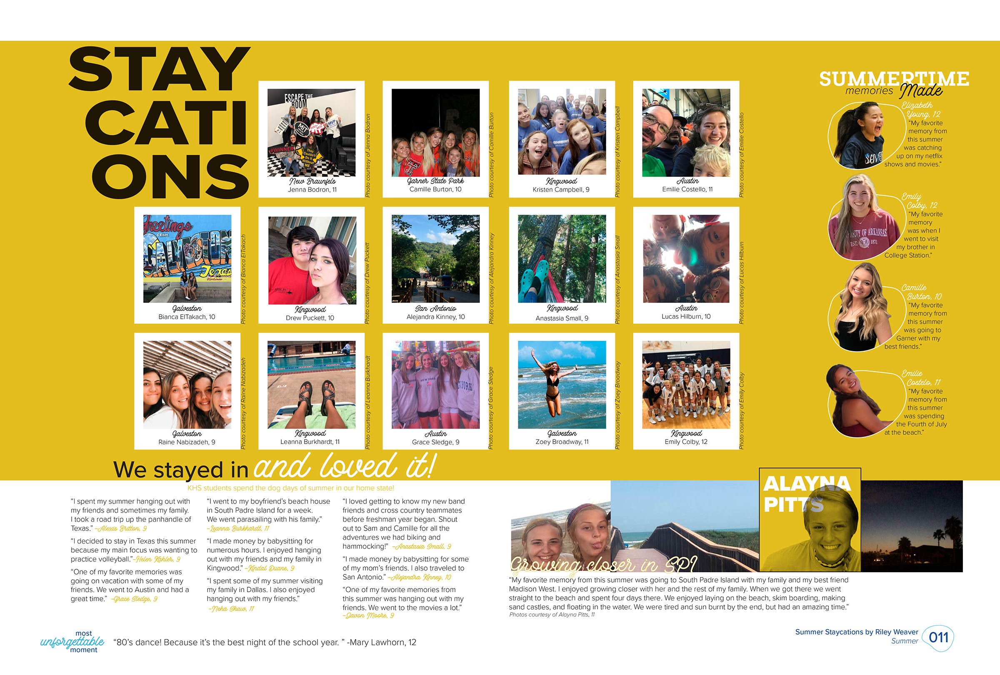 STAY
CATI
ONS
ESCAPE THE
ROOM
MIT
DINO-
MITE
MVP
#WINNER
They
Couldn't
Do It
Without
ME
New Braunfels
Jenna Bodron, 11
Photo courtesy of Jenna Bodron
Garner State Park
Camille Burton, 10
Photo courtesy of Camille Burton
Kingwood
Kristen Campbell, 9
Photo courtesy of Kristen Campbell
Austin
Emilie Costello, 11
Photo courtesy of Emilie Costello
Greetings
FROM
GALVESTON
Texas
Galveston
Bianca ElTakach, 10
Photo courtesy of Bianca ElTakach
Kingwood
Drew Puckett, 10
Photo courtesy of Drew Puckett
San Antonio
Alejandra Kinney, 10
Photo courtesy of Alejandra Kinney
Kingwood
Anastasia Small, 9
Photo courtesy of Anastasia Small
Austin
Lucas Hilburn, 10
Photo courtesy of Lucas Hilburn
Galveston
Raine Nabizadeh, 9
Photo courtesy of Raine Nabizadeh
Kingwood
Leanna Burkhardt, 11
Photo courtesy of Leanna Burkhardt
NEW YORK
Austin
Grace Sledge, 9
Photo courtesy of Grace Sledge
Galveston
Zoey Broadway, 11
Photo courtesy of Zoey Broadway
Kingwood
Emily Colby, 12
Photo courtesy of Emily Colby
SUMMERTIME
memories Made
Elizabeth
Young, 12
“My favorite
memory from
this summer
was catching
up on my netflix
shows and movies.”
Emily
Colby, 12
“My favorite
memory
was when I
went to visit
my brother in
College Station.”
SITY OF ARKANSAS
EST. 1871
Camille
Burton, 10
“My favorite
memory from
this summer
was going to
Garner with my
best friends.”
Emilie
Costelo, 11
“My favorite
memory from
this summer
was spending
the Fourth of July
at the beach.”
We stayed in and loved it!
KHS students spend the dog days of summer in our home state!
“I spent my summer hanging out with
my friends and sometimes my family.
I took a road trip up the panhandle of
Texas.” -Alexis Britton, 9
“I decided to stay in Texas this summer
because my main focus was wanting to
practice volleyball.”-Helen Kahler, 9
“One of my favorite memories was
going on vacation with some of my
friends. We went to Austin and had a
great time.” -Grace Sledge, 9
“I went to my boyfriend’s beach house
in South Padre Island for a week.
We went parasailing with his family.”
-Leanna Burkhardt, 11
“I made money by babysitting for
numerous hours. I enjoyed hanging
out with my friends and my family in
Kingwood.” -Kindal Duane, 9
“I spent some of my summer visiting
my family in Dallas. I also enjoyed
hanging out with my friends.”
-Neha Shaw, 11
“I loved getting to know my new band
friends and cross country teammates
before freshman year began. Shout
out to Sam and Camille for all the
adventures we had biking and
hammocking!" -Anastasia Small, 9
“I made money by babysitting for some
of my mom’s friends. I also traveled to
San Antonio.” -Alejandra Kinney, 10
“One of my favorite memories from
this summer was hanging out with my
friends. We went to the movies a lot.”
-Javon Moore, 9
ALAYNA
PITTS
Growing closer in SPI
“My favorite memory from this summer was going to South Padre Island with my family and my best friend
Madison West. I enjoyed growing closer with her and the rest of my family. When we got there we went
straight to the beach and spent four days there. We enjoyed laying on the beach, skim boarding, making
sand castles, and floating in the water. We were tired and sun burnt by the end, but had an amazing time.”
Photos courtesy of Alayna Pitts, 11
most
unforgettable
moment
“80’s dance! Because it’s the best night of the school year. ” -Mary Lawhorn, 12
Summer Staycations by Riley Weaver
Summer
011